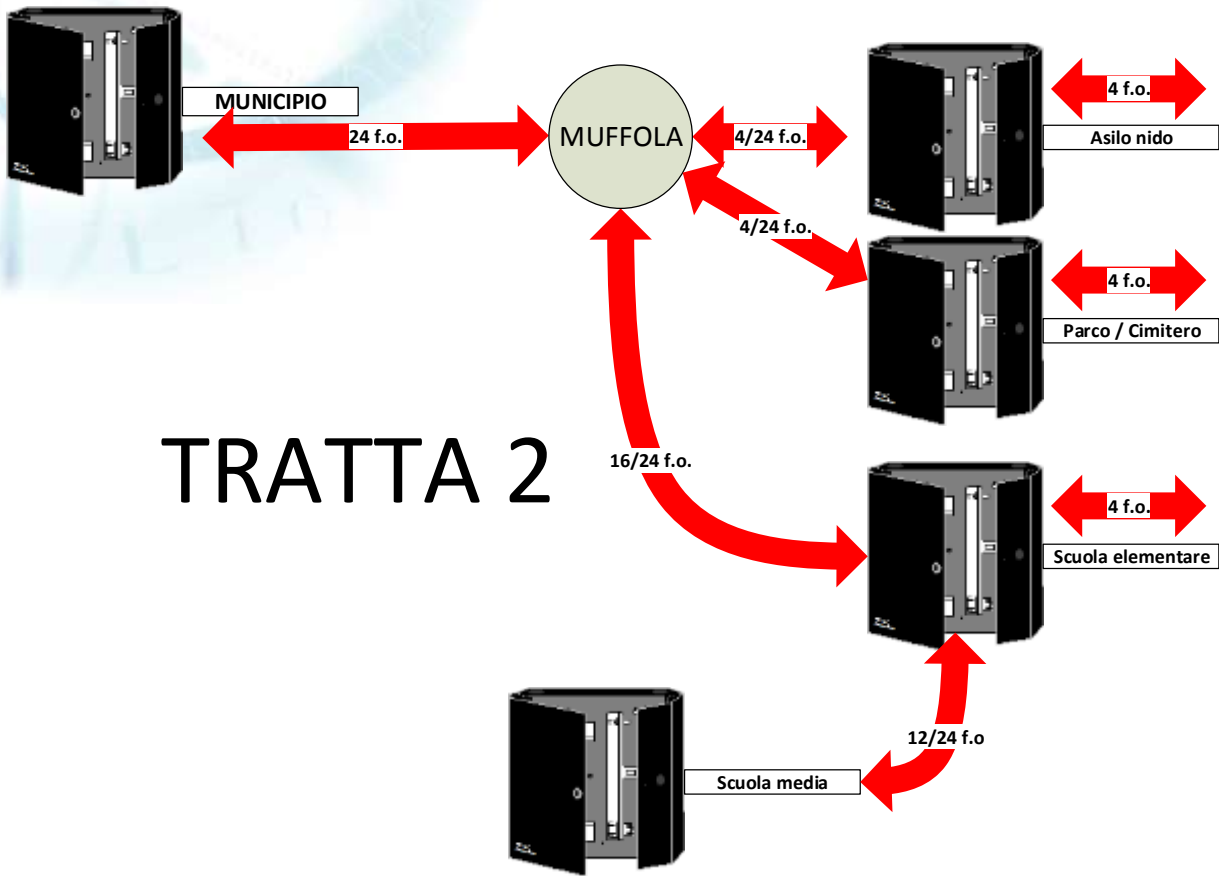 MUNICIPIO
24 f.o.
MUFFOLA
4/24 f.o.
4 f.o.
Asilo nido
4/24 f.o.
4 f.o.
Parco / Cimitero
TRATTA 2
16/24 f.o.
4 f.o.
Scuola elementare
12/24 f.o
Scuola media